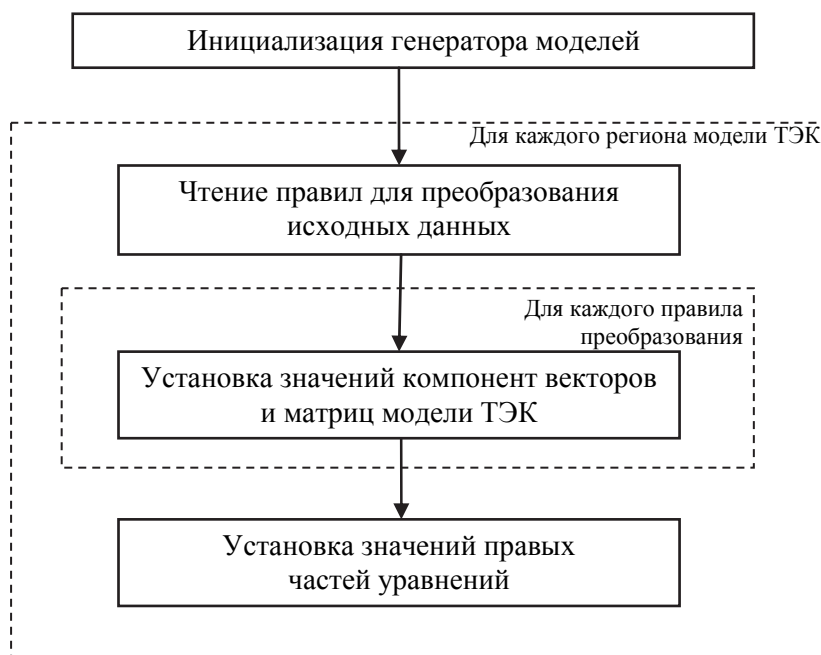 Инициализация генератора моделей
Для каждого региона модели ТЭК
Чтение правил для преобразования
исходных данных
Для каждого правила
преобразования
Установка значений компонент векторов
и матриц модели ТЭК
Установка значений правых
частей уравнений